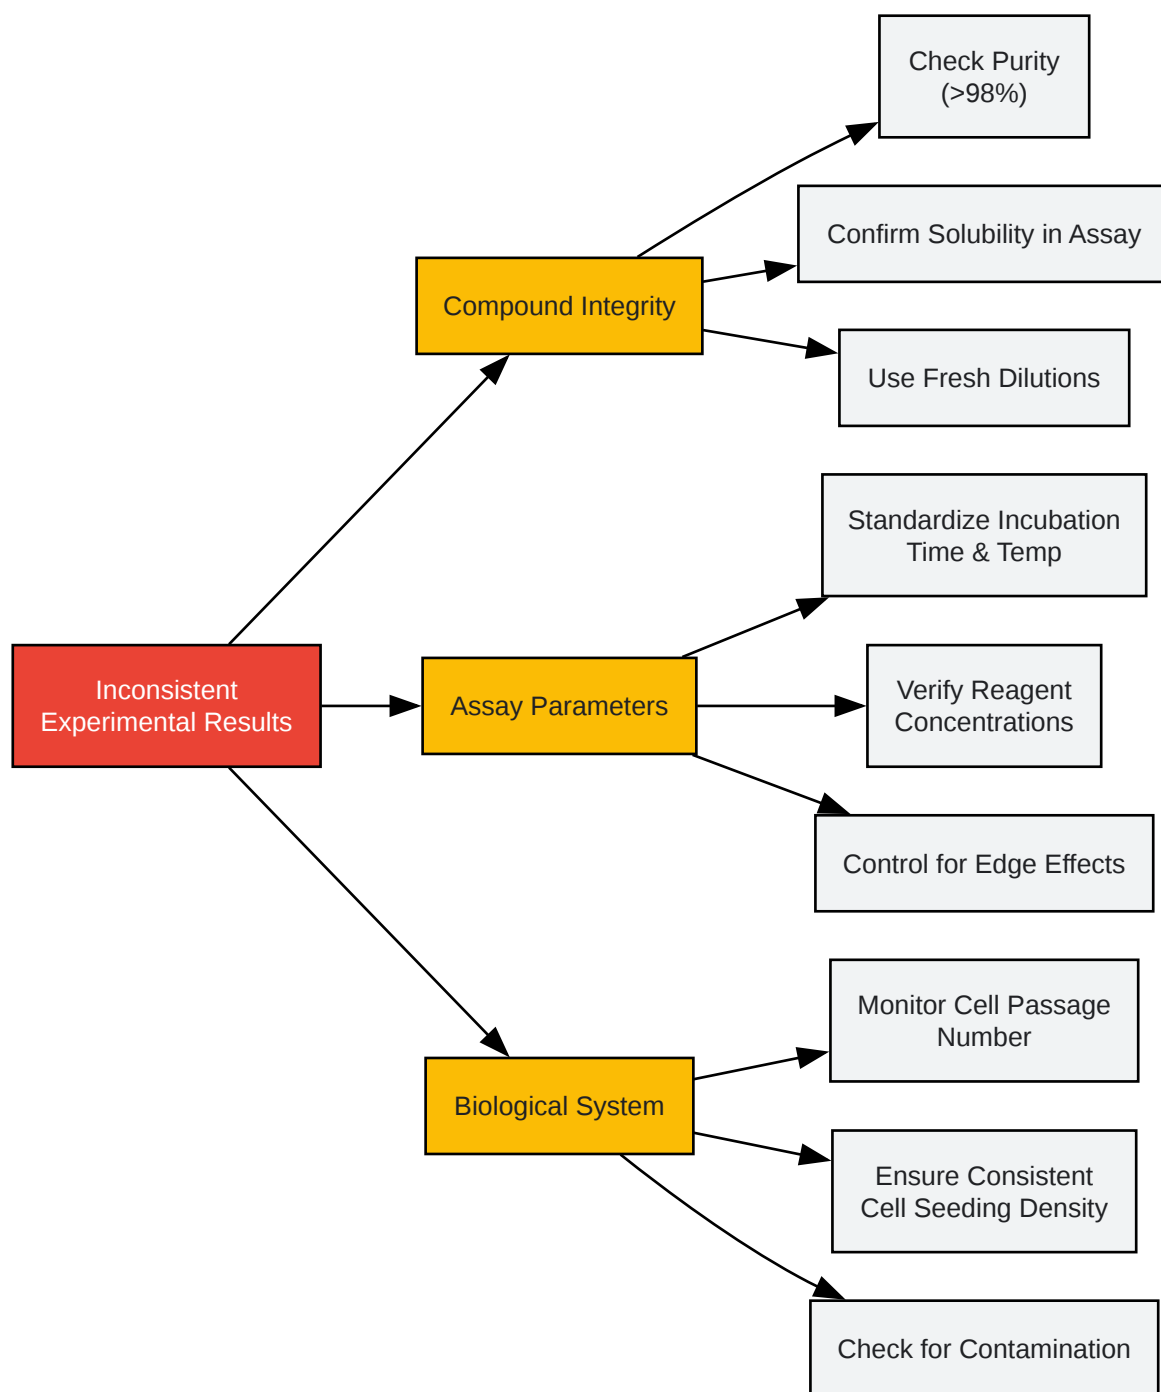 Inconsistent
Experimental Results
Compound Integrity
Check Purity
(>98%)
Confirm Solubility in Assay
Use Fresh Dilutions
Assay Parameters
Standardize Incubation
Time & Temp
Verify Reagent
Concentrations
Control for Edge Effects
Biological System
Monitor Cell Passage
Number
Ensure Consistent
Cell Seeding Density
Check for Contamination